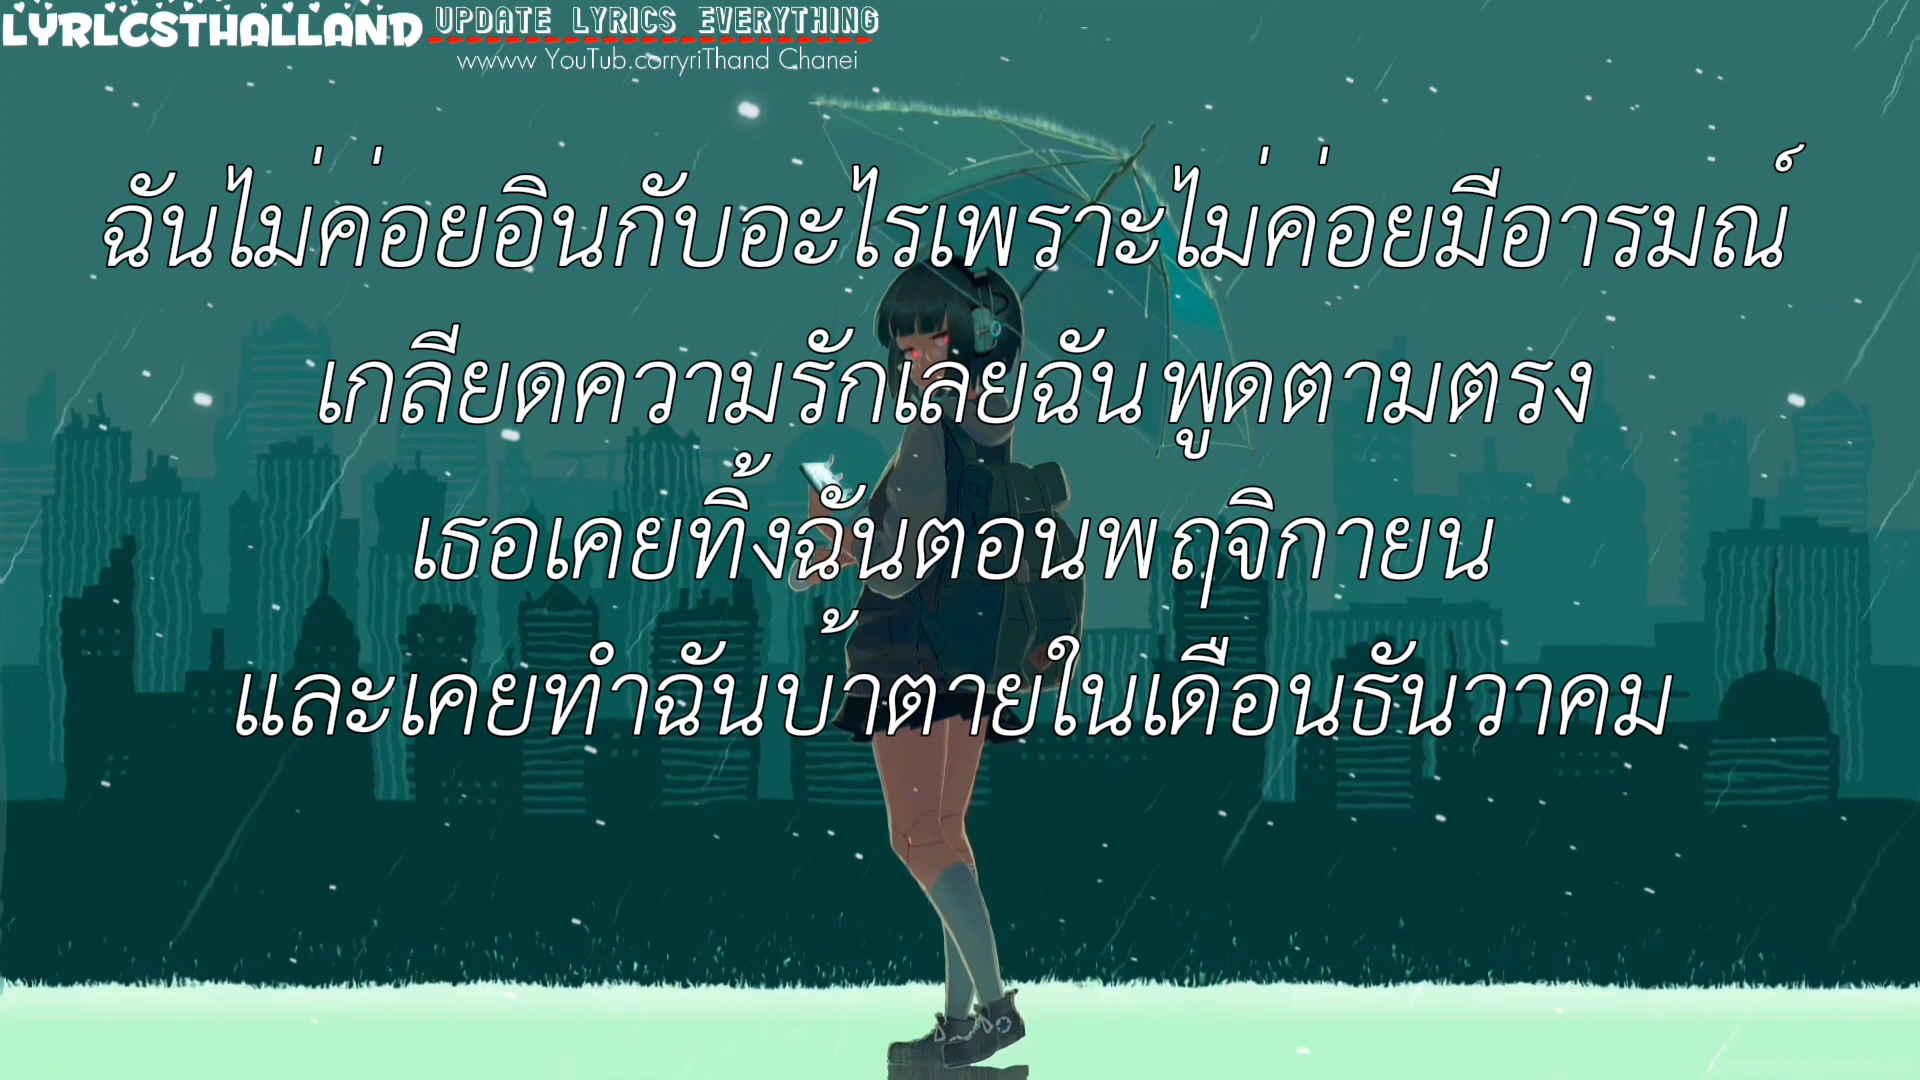 LYRLCSTHALLAND UPDATE LYRICS EVERYTHING
wwww YouTub.corryriThand Chanei
ฉันไม่ค่อยอินกับอะไรเพราะไม่ค่อยมีอารมณ์
เกลียดความรักเลยฉันพูดตามตรง
เธอเคยทิ้งฉันตอนพฤจิกายน
และเคยทำฉันบ้าตายในเดือนธันวาคม